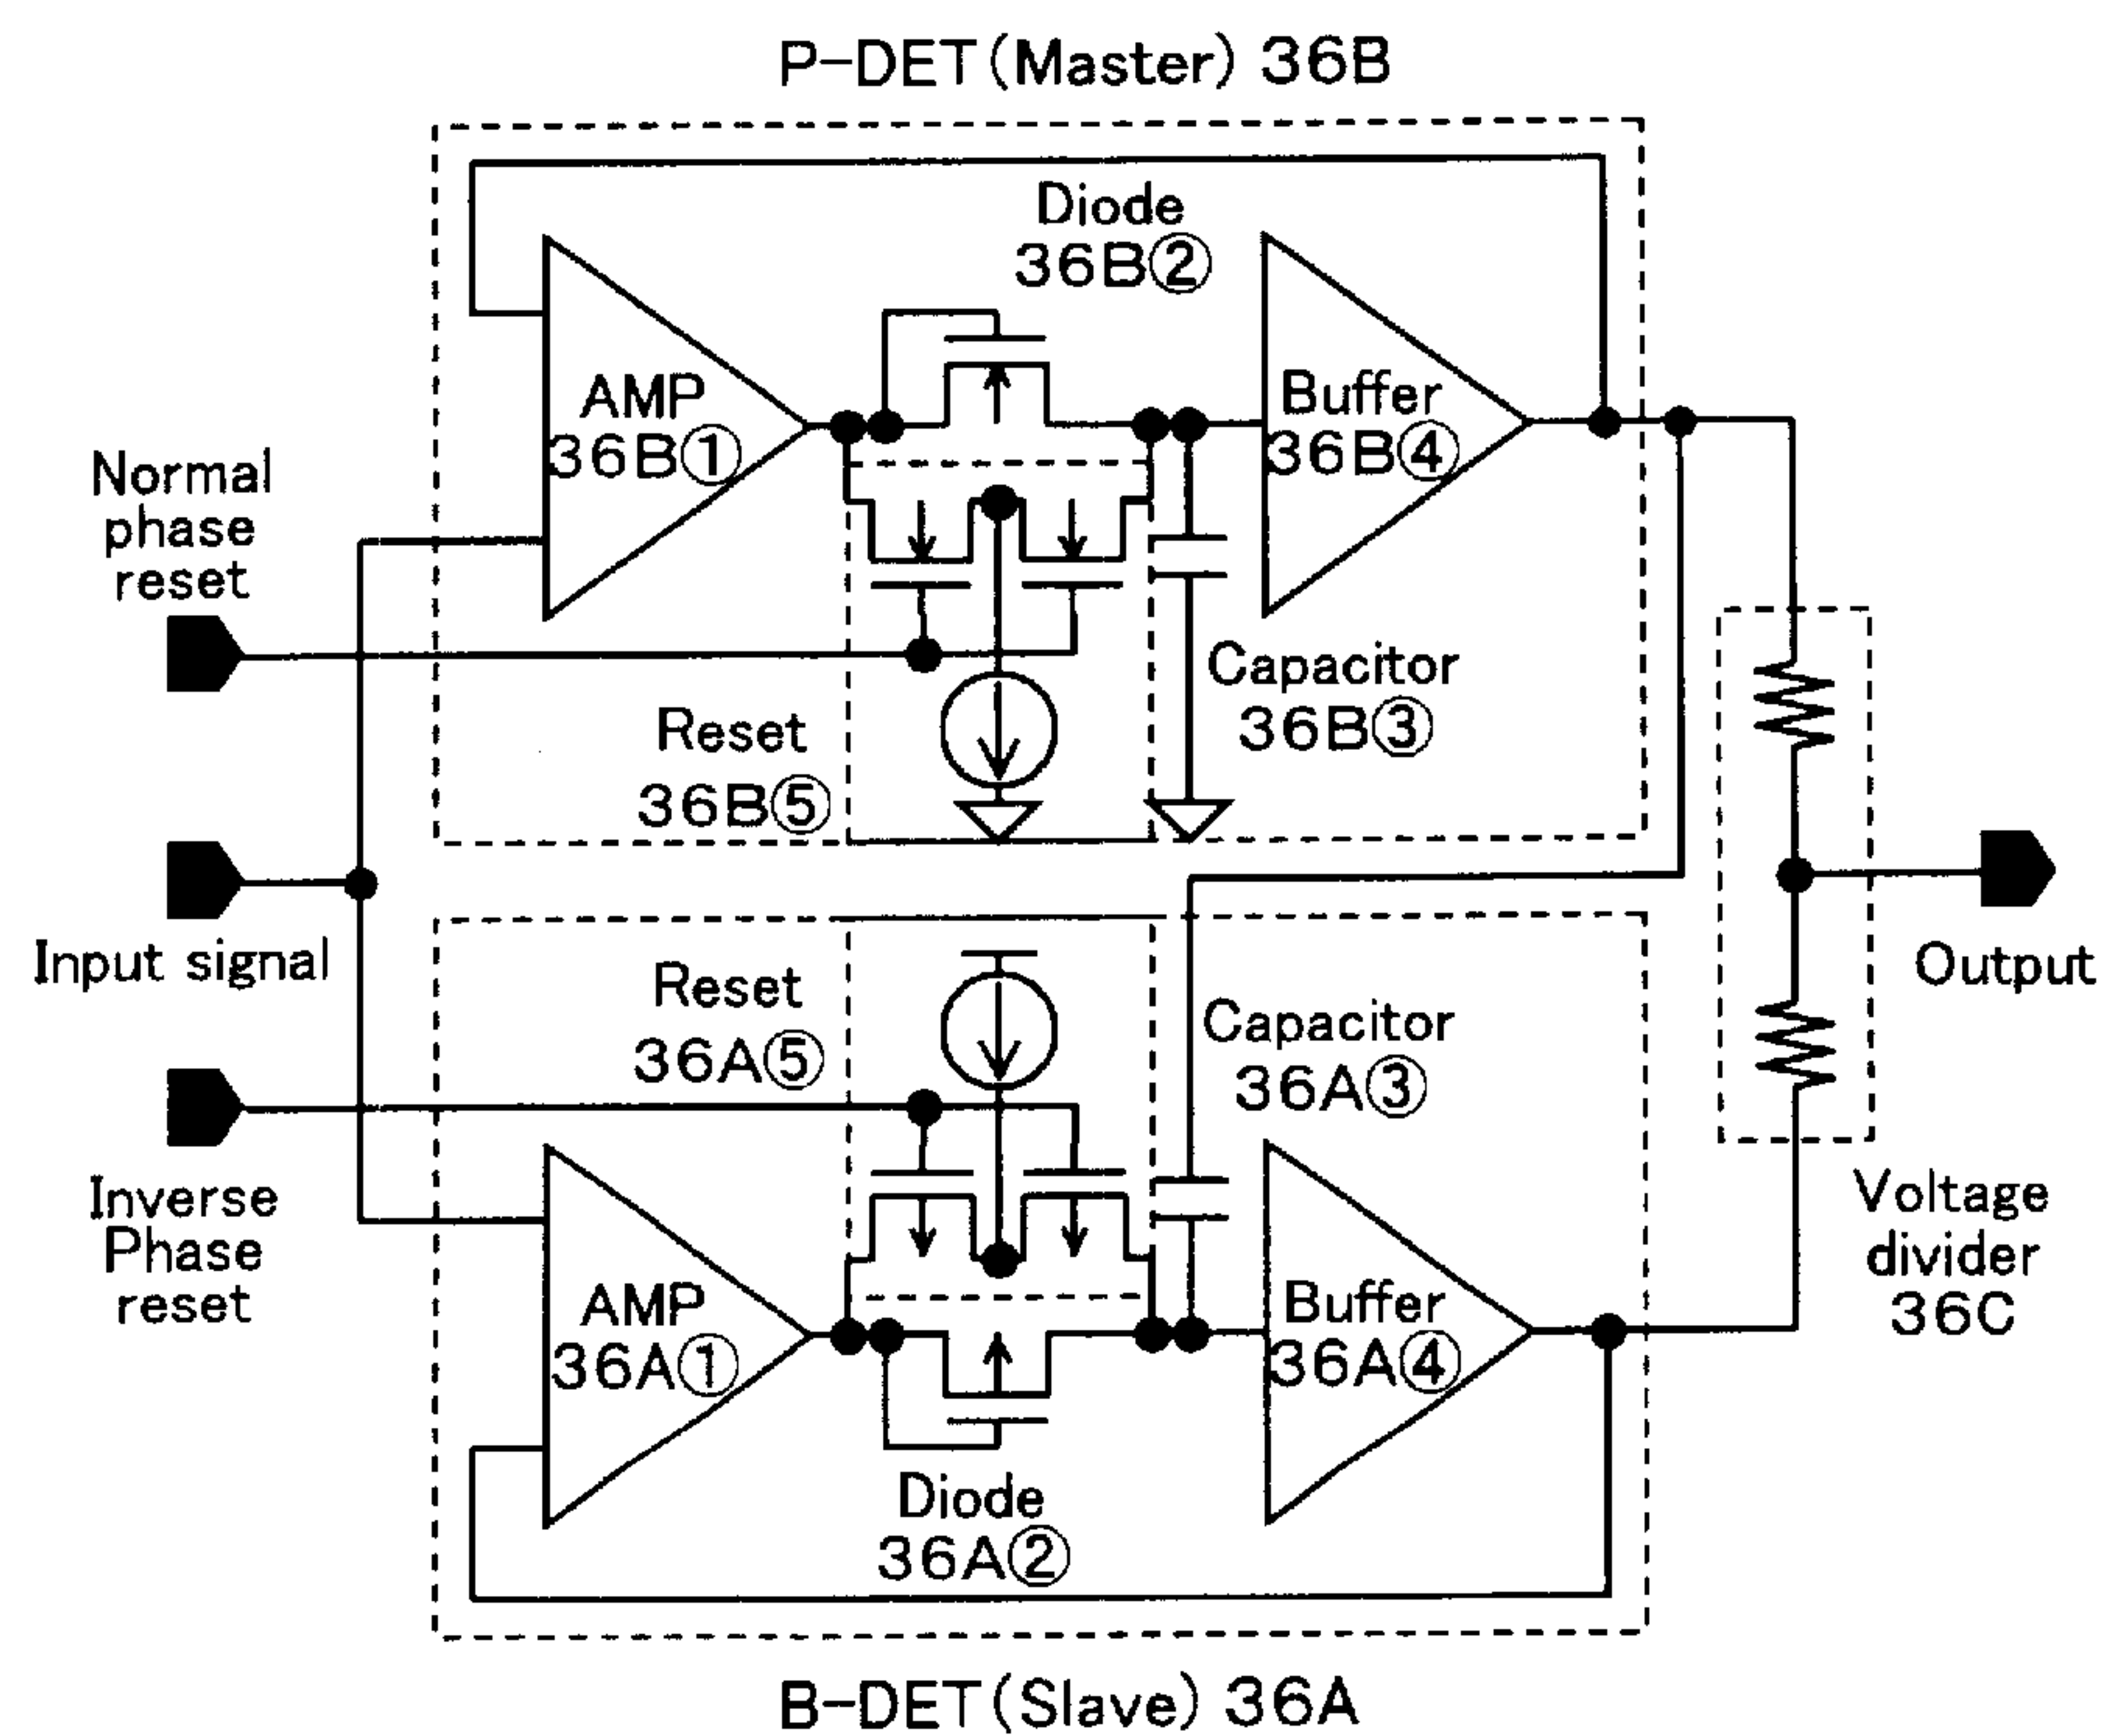 P-DET(Master) 36B
Diode
36B②
AMP
36B①
Buffer
36B④
Normal
phase
reset
Capacitor
36B③
Reset
36B⑤
Input signal
Output
Reset
36A⑤
Capacitor
36A③
Inverse
Phase
reset
AMP
36A①
Buffer
36A④
Voltage
divider
36C
Diode
36A②
B-DET(Slave) 36A